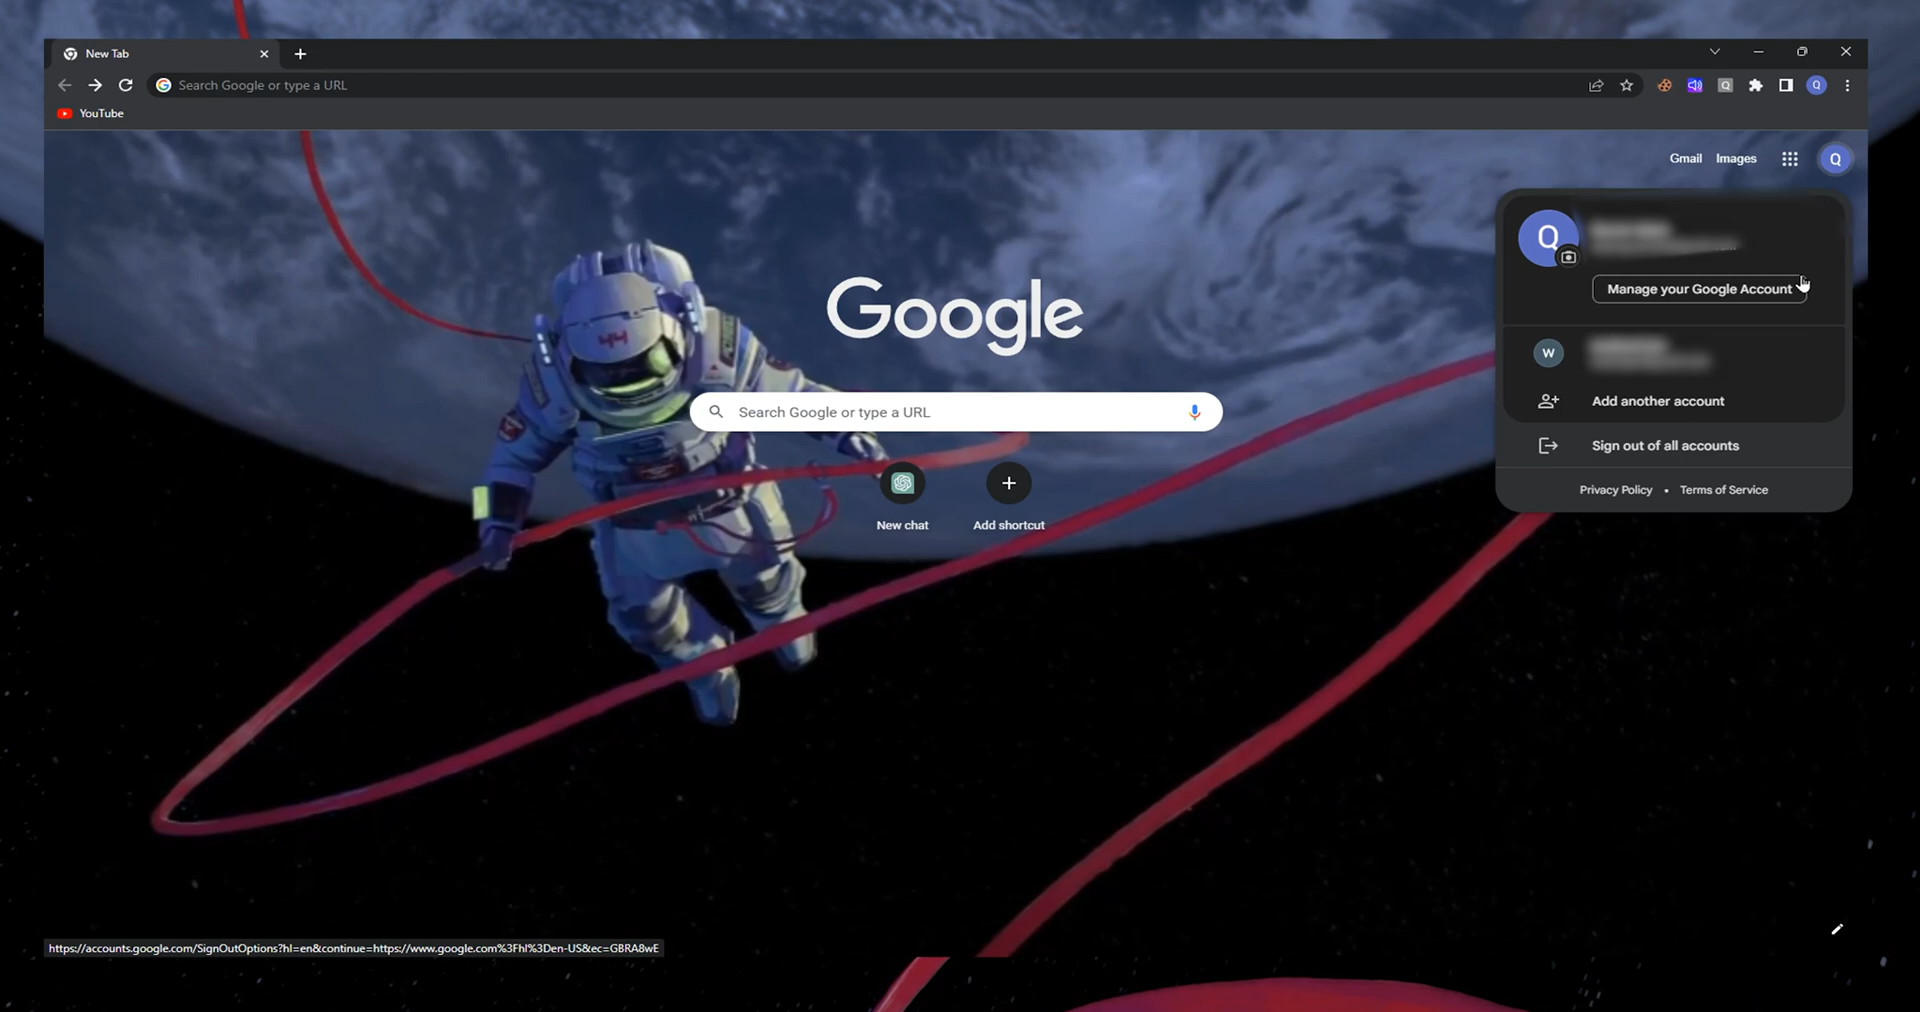 New Tab
Search Google or type a URL
YouTube
Gmail Images Q
Q
Manage your Google Account
44
Google
W
Search Google or type a URL
Add another account
Sign out of all accounts
Privacy Policy • Terms of Service
New chat Add shortcut
https://accounts.google.com/SignOutOptions?hl=en&continue=https://www.google.com%3Fhl%3Den-US&ec=GBRA8wE